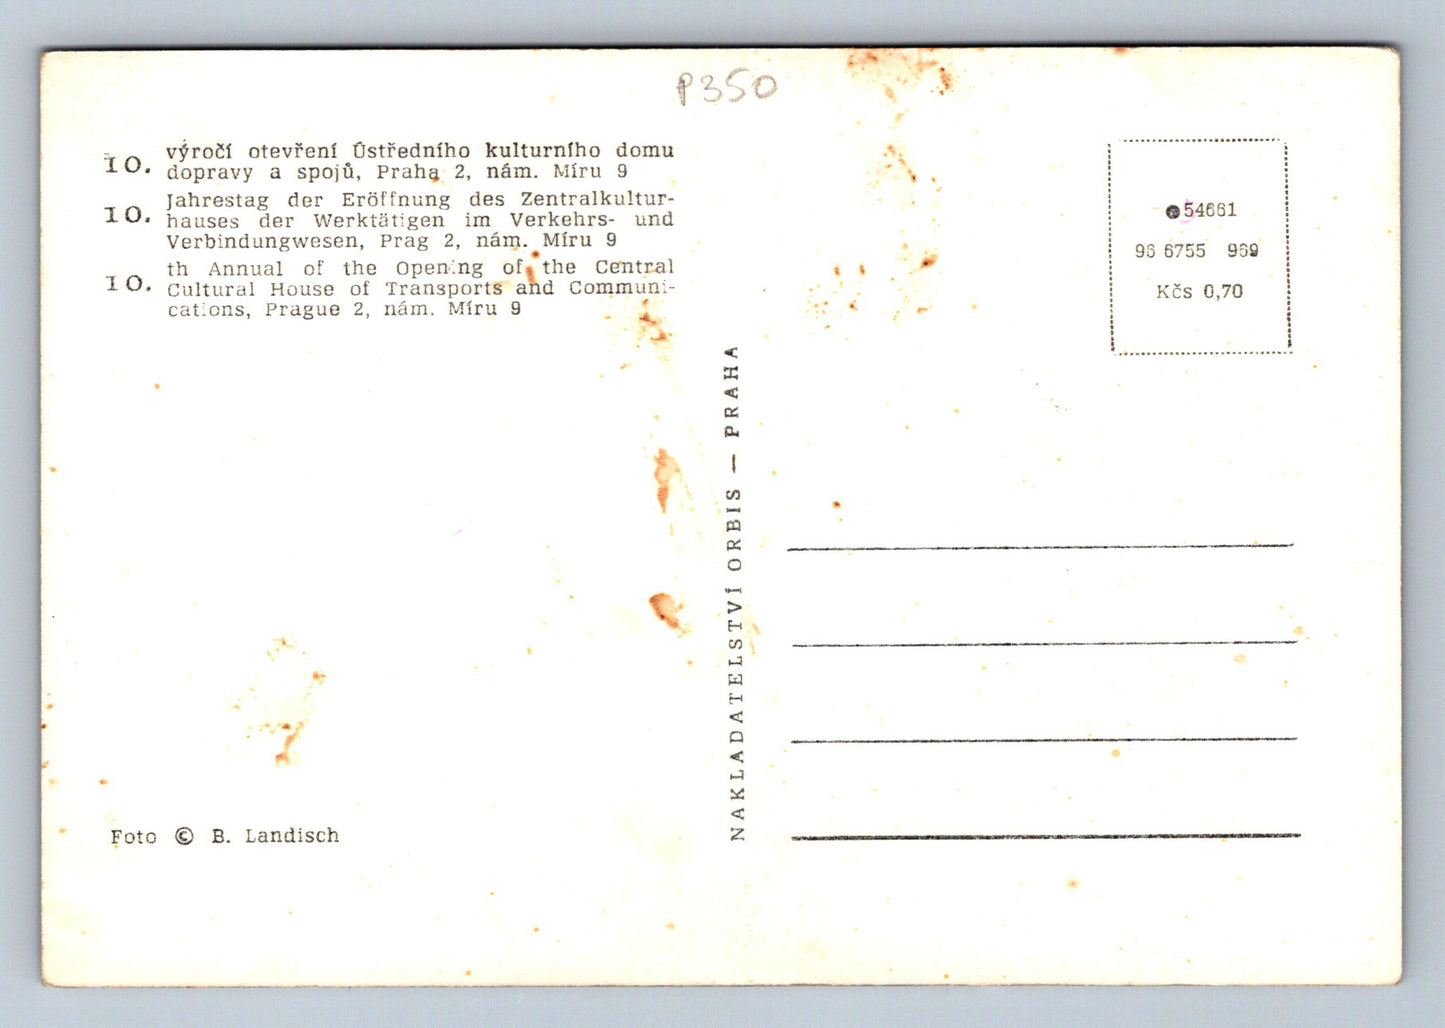 P350
10. výročí otevření Ústředního kulturního domu
dopravy a spojů, Praha 2, nám. Míru 9
10. Jahrestag der Eröffnung des Zentralkultur-
hauses der Werktätigen im Verkehrs- und
Verbindungwesen, Prag 2, nám. Míru 9
10. th Annual of the Opening of the Central
Cultural House of Transports and Communi-
cations, Prague 2, nám. Míru 9
Foto © B. Landisch
NAKLADATELSTVÍ ORBIS — PRAHA
54661
96 6755 969
Kčs 0,70